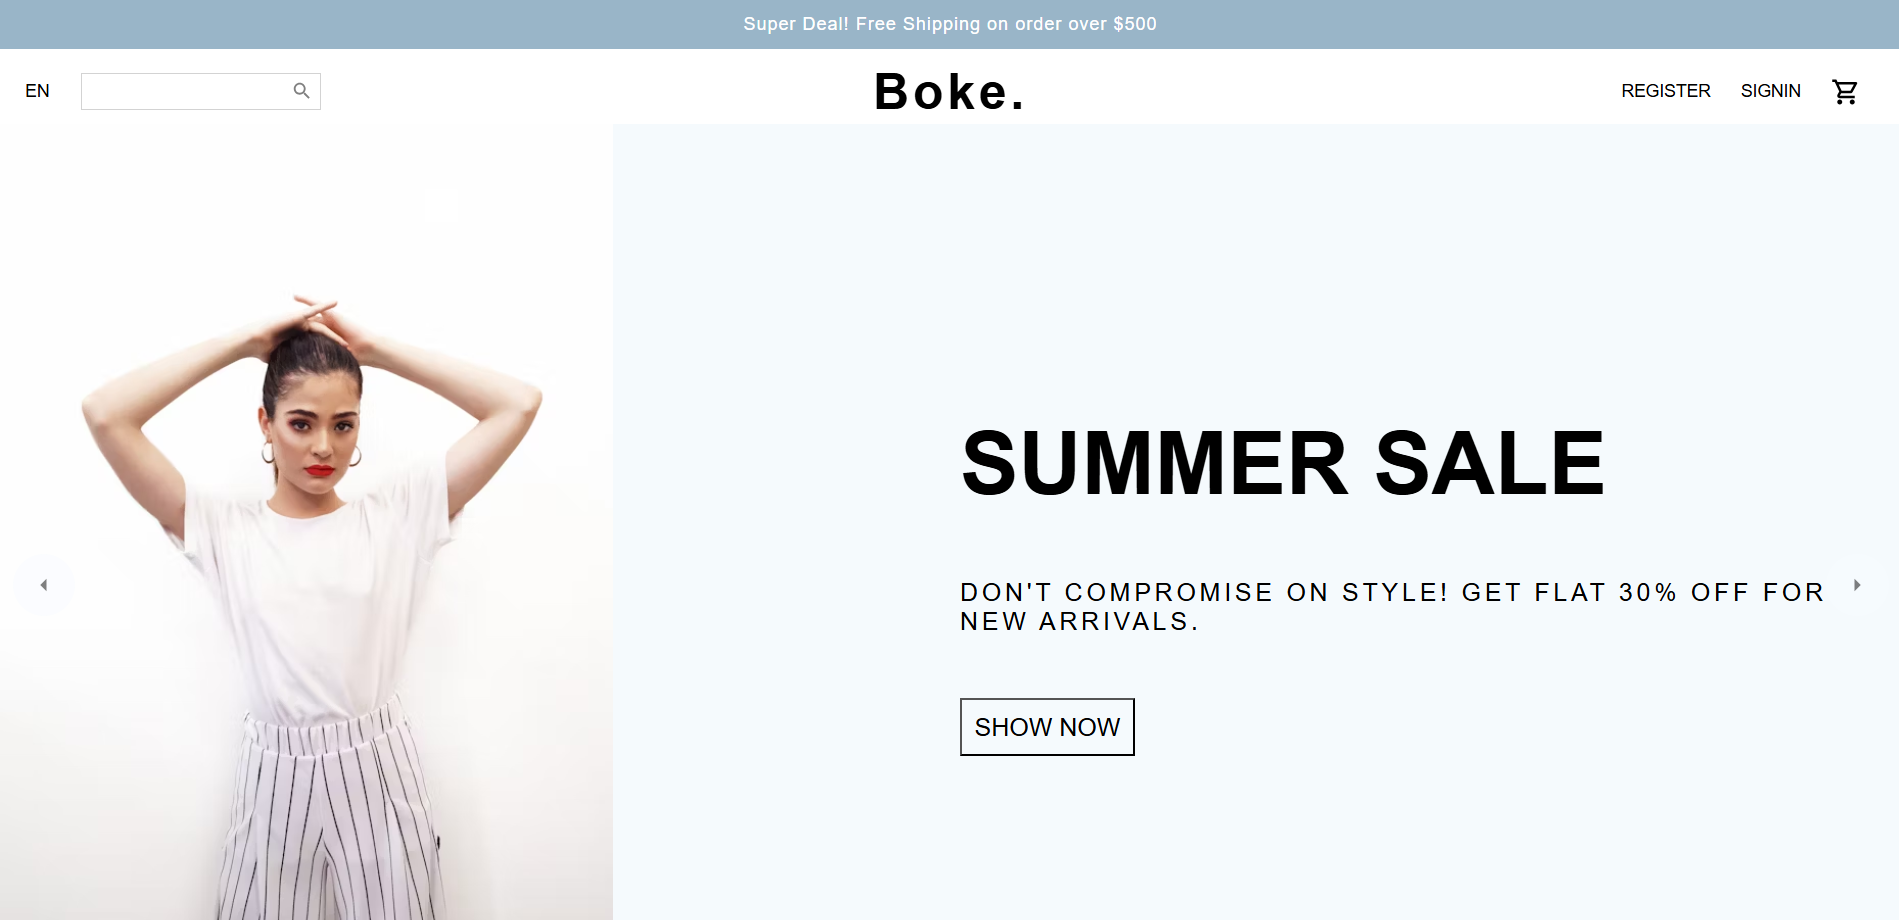 Super Deal! Free Shipping on order over $500
EN
Boke.
REGISTER
SIGNIN
SUMMER SALE
DON'T COMPROMISE ON STYLE! GET FLAT 30% OFF FOR
NEW ARRIVALS.
SHOW NOW